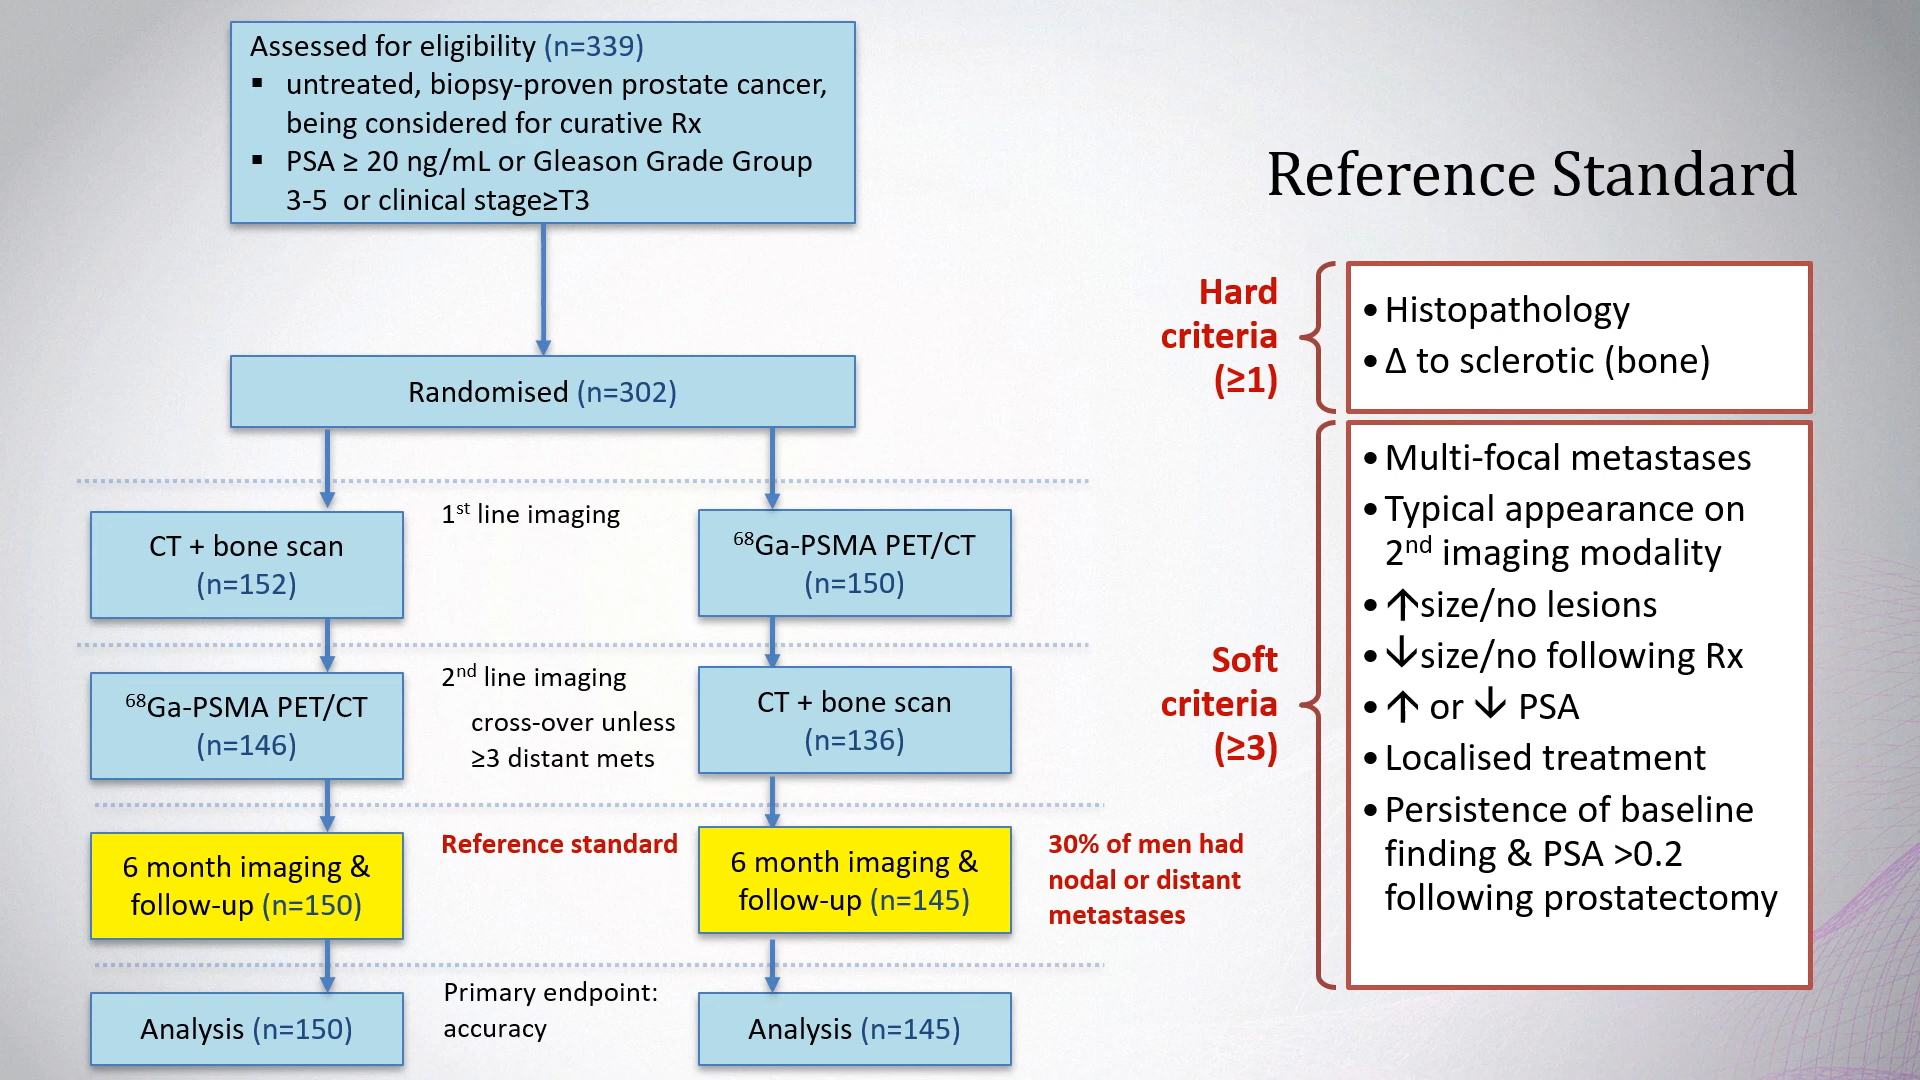 Assessed for eligibility (n=339)
▪ untreated, biopsy-proven prostate cancer,
being considered for curative Rx
▪ PSA ≥ 20 ng/mL or Gleason Grade Group
3-5 or clinical stage≥T3
Randomised (n=302)
1st line imaging
CT + bone scan
(n=152)
68Ga-PSMA PET/CT
(n=150)
2nd line imaging
cross-over unless
≥3 distant mets
68Ga-PSMA PET/CT
(n=146)
CT + bone scan
(n=136)
6 month imaging &
follow-up (n=150)
Reference standard
6 month imaging &
follow-up (n=145)
30% of men had
nodal or distant
metastases
Analysis (n=150)
Primary endpoint:
accuracy
Analysis (n=145)
Reference Standard
Hard
criteria
(≥1)
• Histopathology
• Δ to sclerotic (bone)
Soft
criteria
(≥3)
• Multi-focal metastases
• Typical appearance on
2nd imaging modality
• ↑size/no lesions
• ↓size/no following Rx
• ↑ or ↓ PSA
• Localised treatment
• Persistence of baseline
finding & PSA >0.2
following prostatectomy